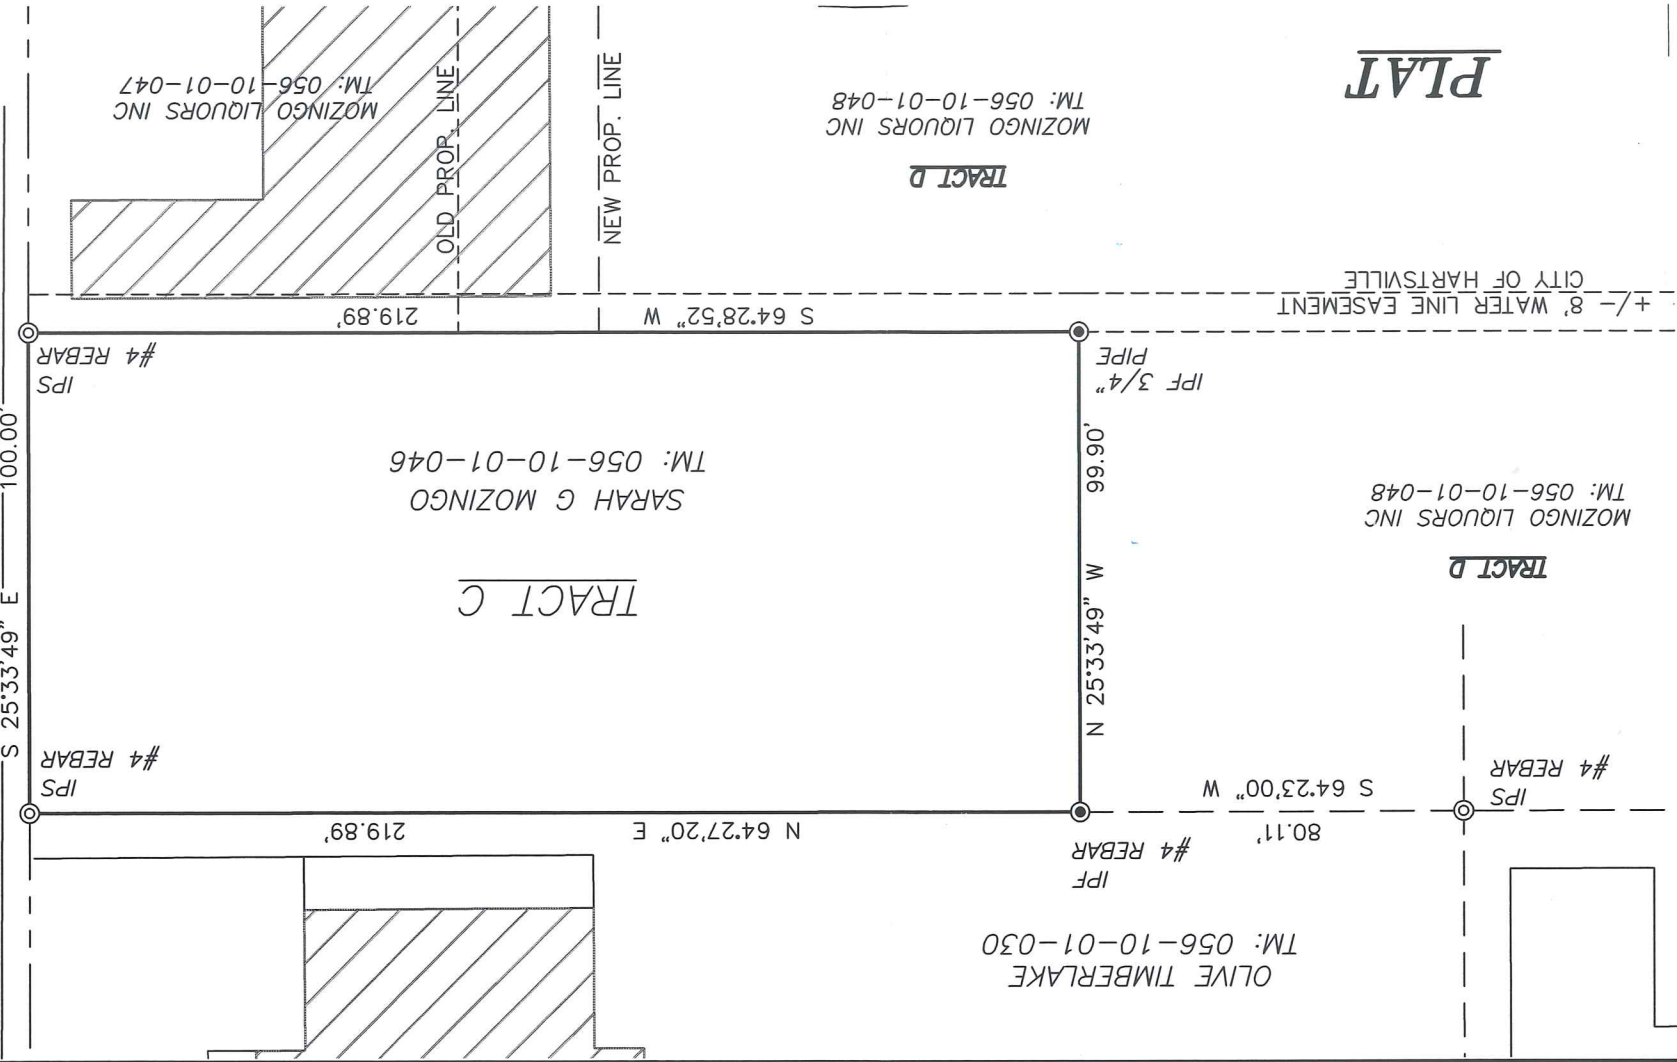 OLIVE TIMBERLAKE
TM: 056-10-01-030
IPF
#4 REBAR
80.11'
S 64°23'00" W
IPS
#4 REBAR
N 64°27'20" E 219.89'
IPS
#4 REBAR
TRACT D
MOZINGO LIQUORS INC
TM: 056-10-01-048
N 25°33'49" W 99.90'
TRACT C
SARAH G MOZINGO
TM: 056-10-01-046
S 25°33'49" E 100.00'
IPF 3/4"
PIPE
IPS
#4 REBAR
S 64°28'52" W 219.89'
+/- 8' WATER LINE EASEMENT
CITY OF HARTSVILLE
TRACT D
MOZINGO LIQUORS INC
TM: 056-10-01-048
NEW PROP. LINE
OLD PROP. LINE
MOZINGO LIQUORS INC
TM: 056-10-01-047
PLAT